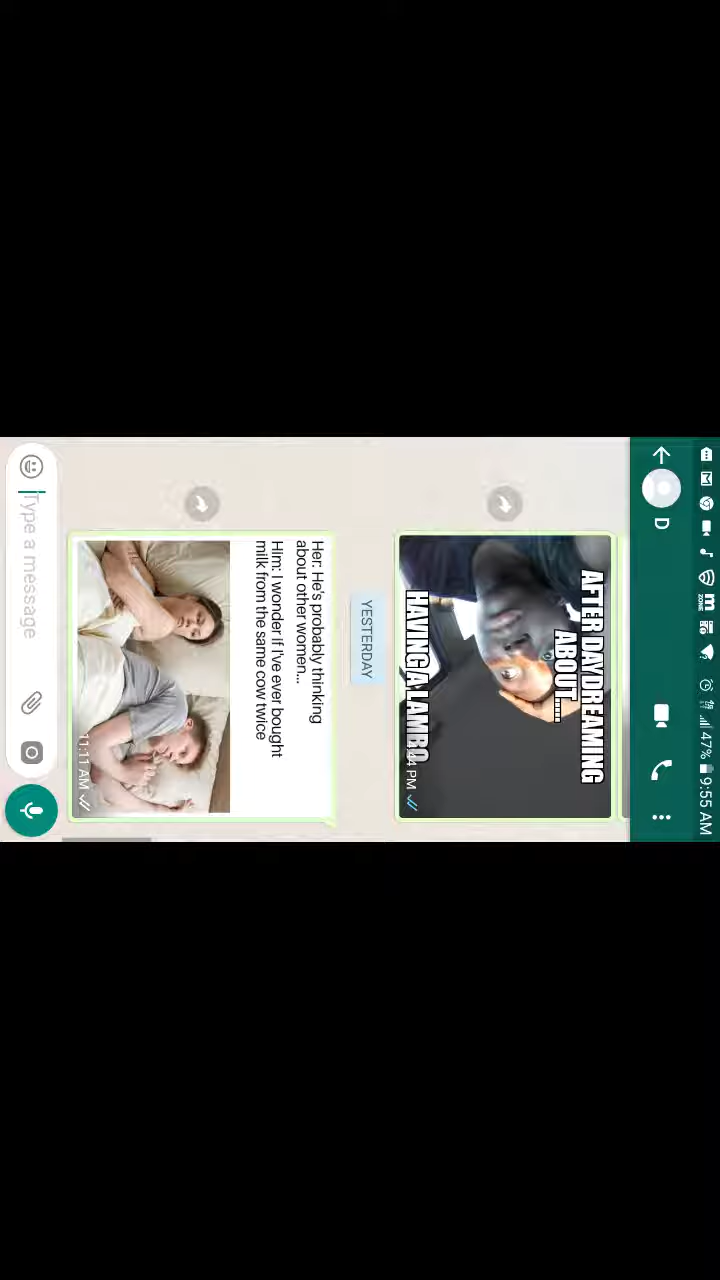 9:55 AM
47%
D
AFTER DAYDREAMING
ABOUT.....
HAVING A LAMBO
YESTERDAY
Her: He's probably thinking
about other women...
Him: I wonder if I've ever bought
milk from the same cow twice
11:11 AM
Type a message